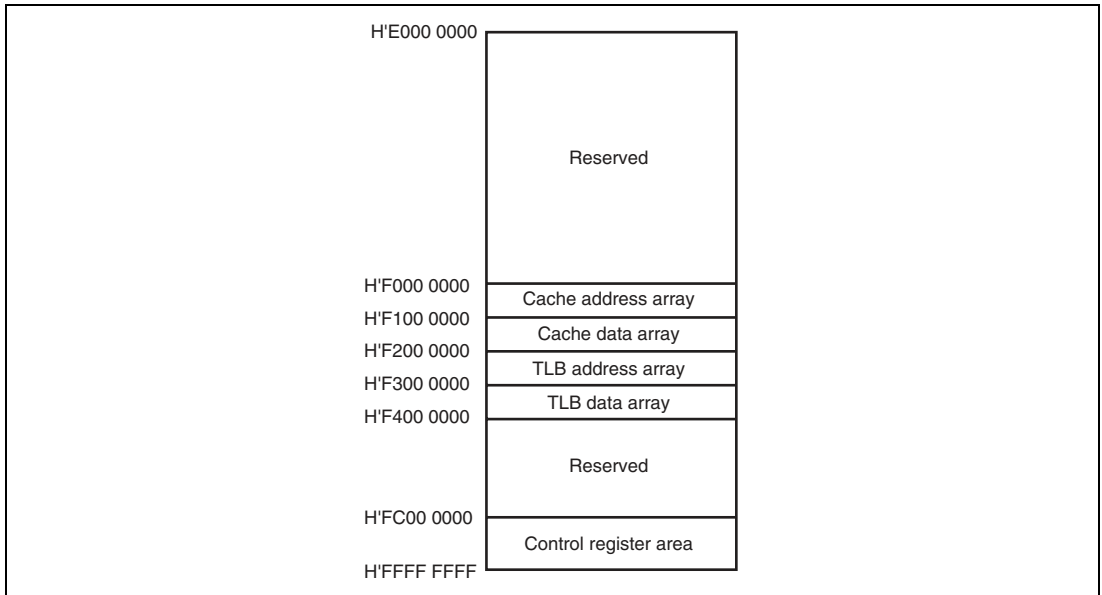 H'E000 0000
Reserved
H'F000 0000
Cache address array
H'F100 0000
Cache data array
H'F200 0000
TLB address array
H'F300 0000
TLB data array
H'F400 0000
Reserved
H'FC00 0000
Control register area
H'FFFF FFFF